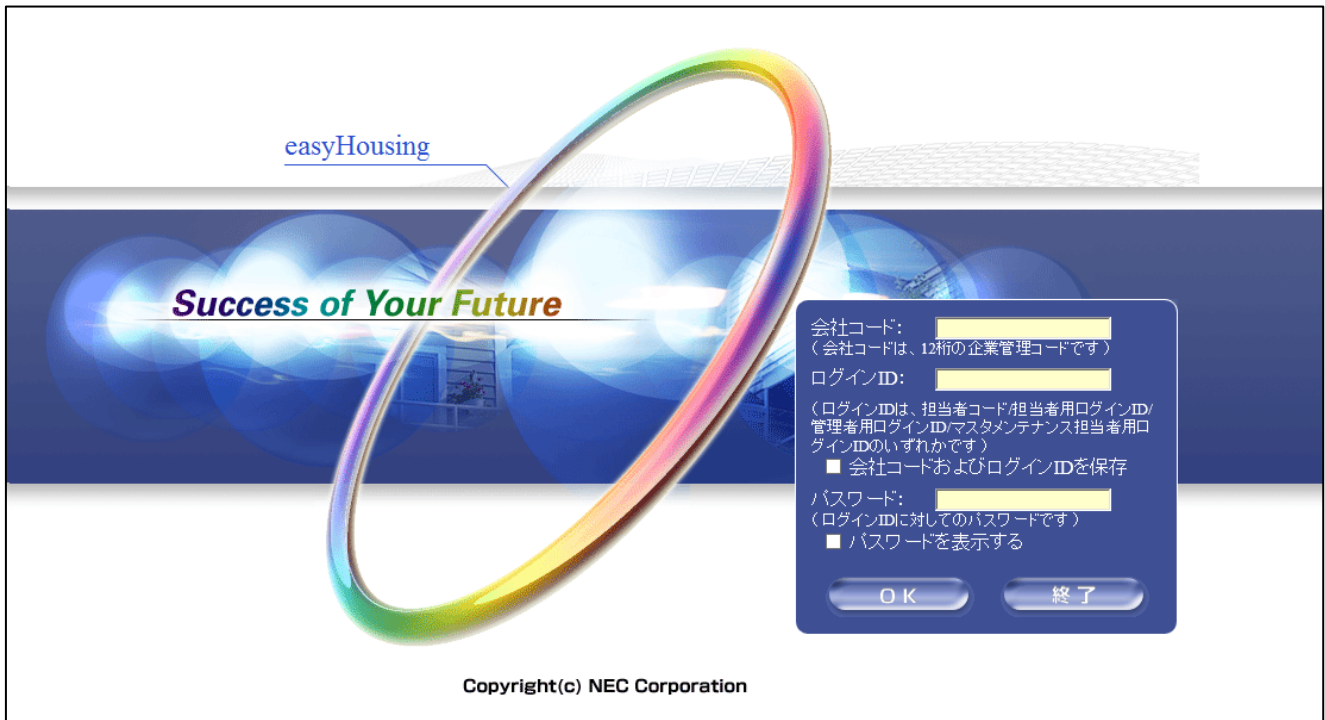 easyHousing
Success of Your Future
会社コード:
(会社コードは、12桁の企業管理コードです)
ログインID:
(ログインIDは、担当者コード/担当者用ログインID/
管理者用ログインID/マスタメンテナンス担当者用ロ
グインIDのいずれかです)
会社コードおよびログインIDを保存
パスワード:
(ログインIDに対してのパスワードです)
パスワードを表示する
OK
終了
Copyright(c) NEC Corporation